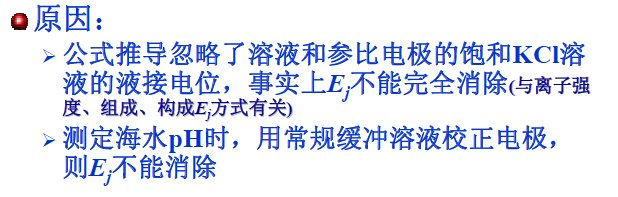 原因：
公式推导忽略了溶液和参比电极的饱和KCl溶
液的液接电位，事实上Ej不能完全消除(与离子强
度、组成、构成Ej方式有关)
测定海水pH时，用常规缓冲溶液校正电极，
则Ej不能消除